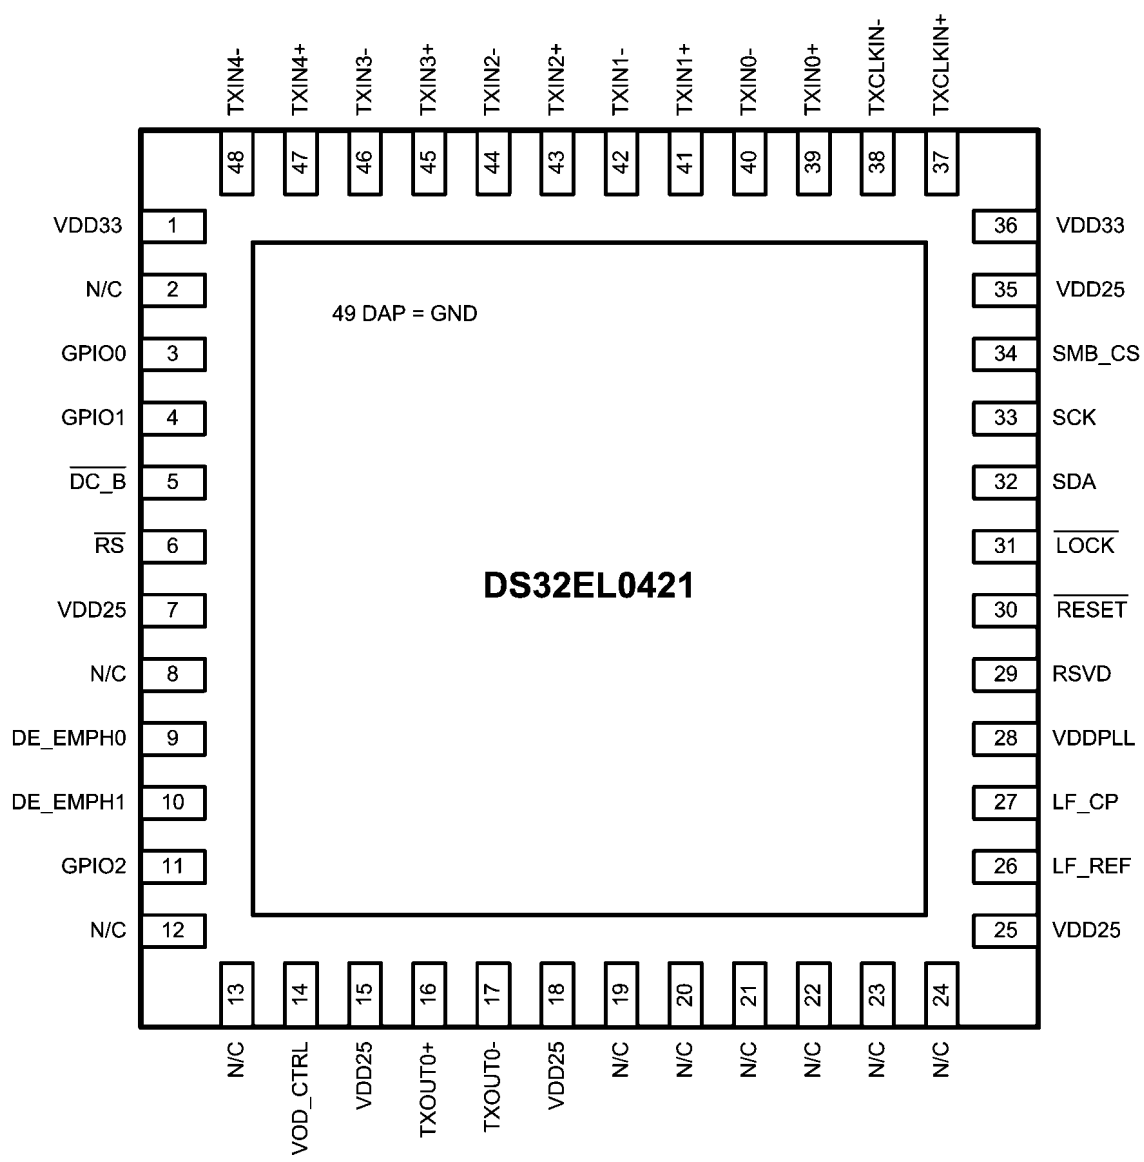 TXIN4-
TXIN4+
TXIN3-
TXIN3+
TXIN2-
TXIN2+
TXIN1-
TXIN1+
TXIN0-
TXIN0+
TXCLKIN-
TXCLKIN+
48
47
46
45
44
43
42
41
40
39
38
37
VDD33 1
36 VDD33
N/C 2
35 VDD25
49 DAP = GND
GPIO0 3
34 SMB_CS
GPIO1 4
33 SCK
DC_B 5
32 SDA
RS 6
31 LOCK
DS32EL0421
VDD25 7
30 RESET
N/C 8
29 RSVD
DE_EMPH0 9
28 VDDPLL
DE_EMPH1 10
27 LF_CP
GPIO2 11
26 LF_REF
N/C 12
25 VDD25
13
14
15
16
17
18
19
20
21
22
23
24
N/C
VOD_CTRL
VDD25
TXOUT0+
TXOUT0-
VDD25
N/C
N/C
N/C
N/C
N/C
N/C